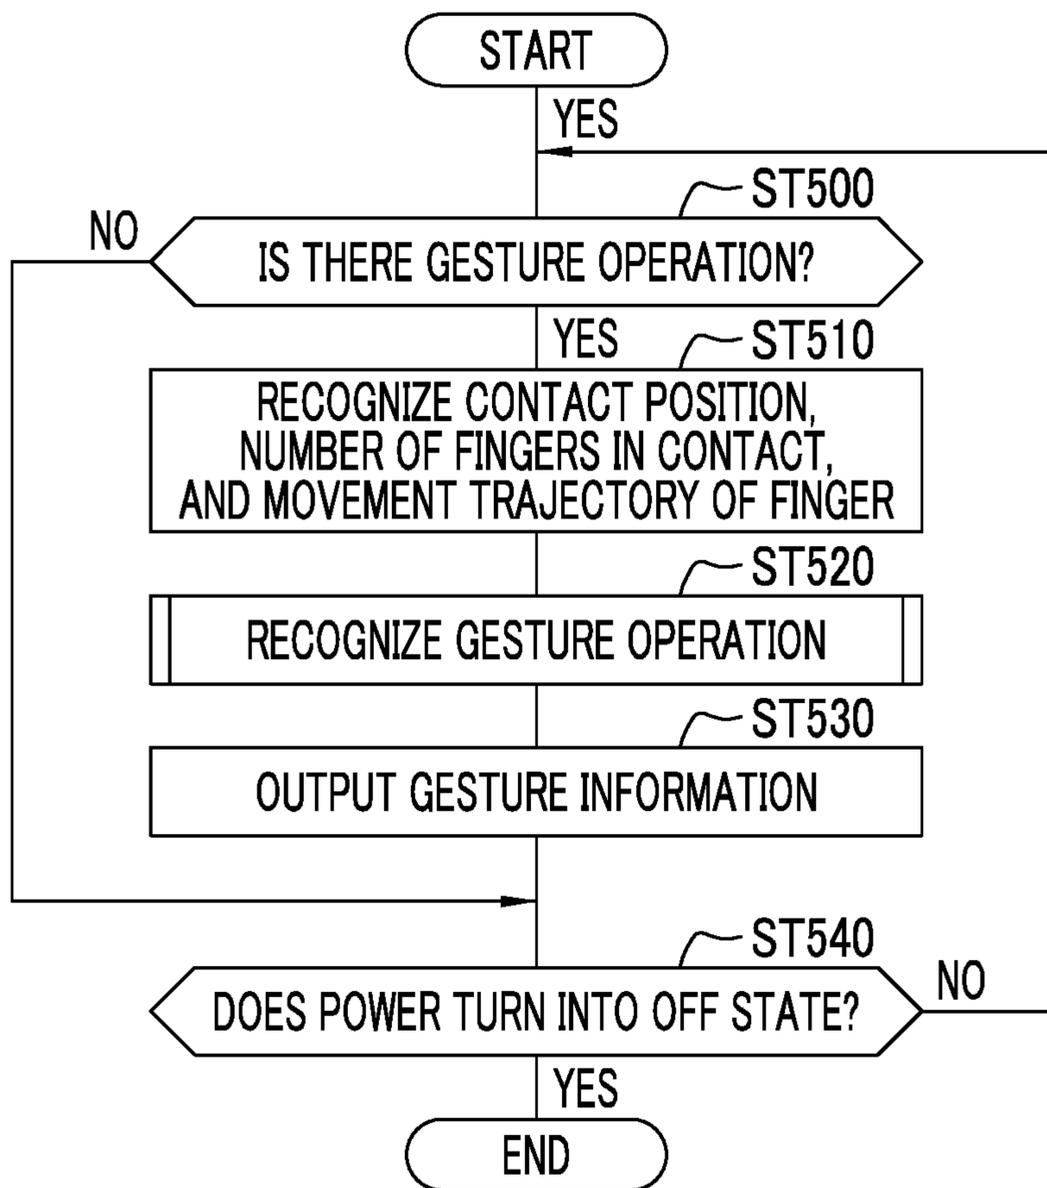 START
YES
ST500
NO
IS THERE GESTURE OPERATION?
YES
ST510
RECOGNIZE CONTACT POSITION,
NUMBER OF FINGERS IN CONTACT,
AND MOVEMENT TRAJECTORY OF FINGER
ST520
RECOGNIZE GESTURE OPERATION
ST530
OUTPUT GESTURE INFORMATION
ST540
DOES POWER TURN INTO OFF STATE?
NO
YES
END